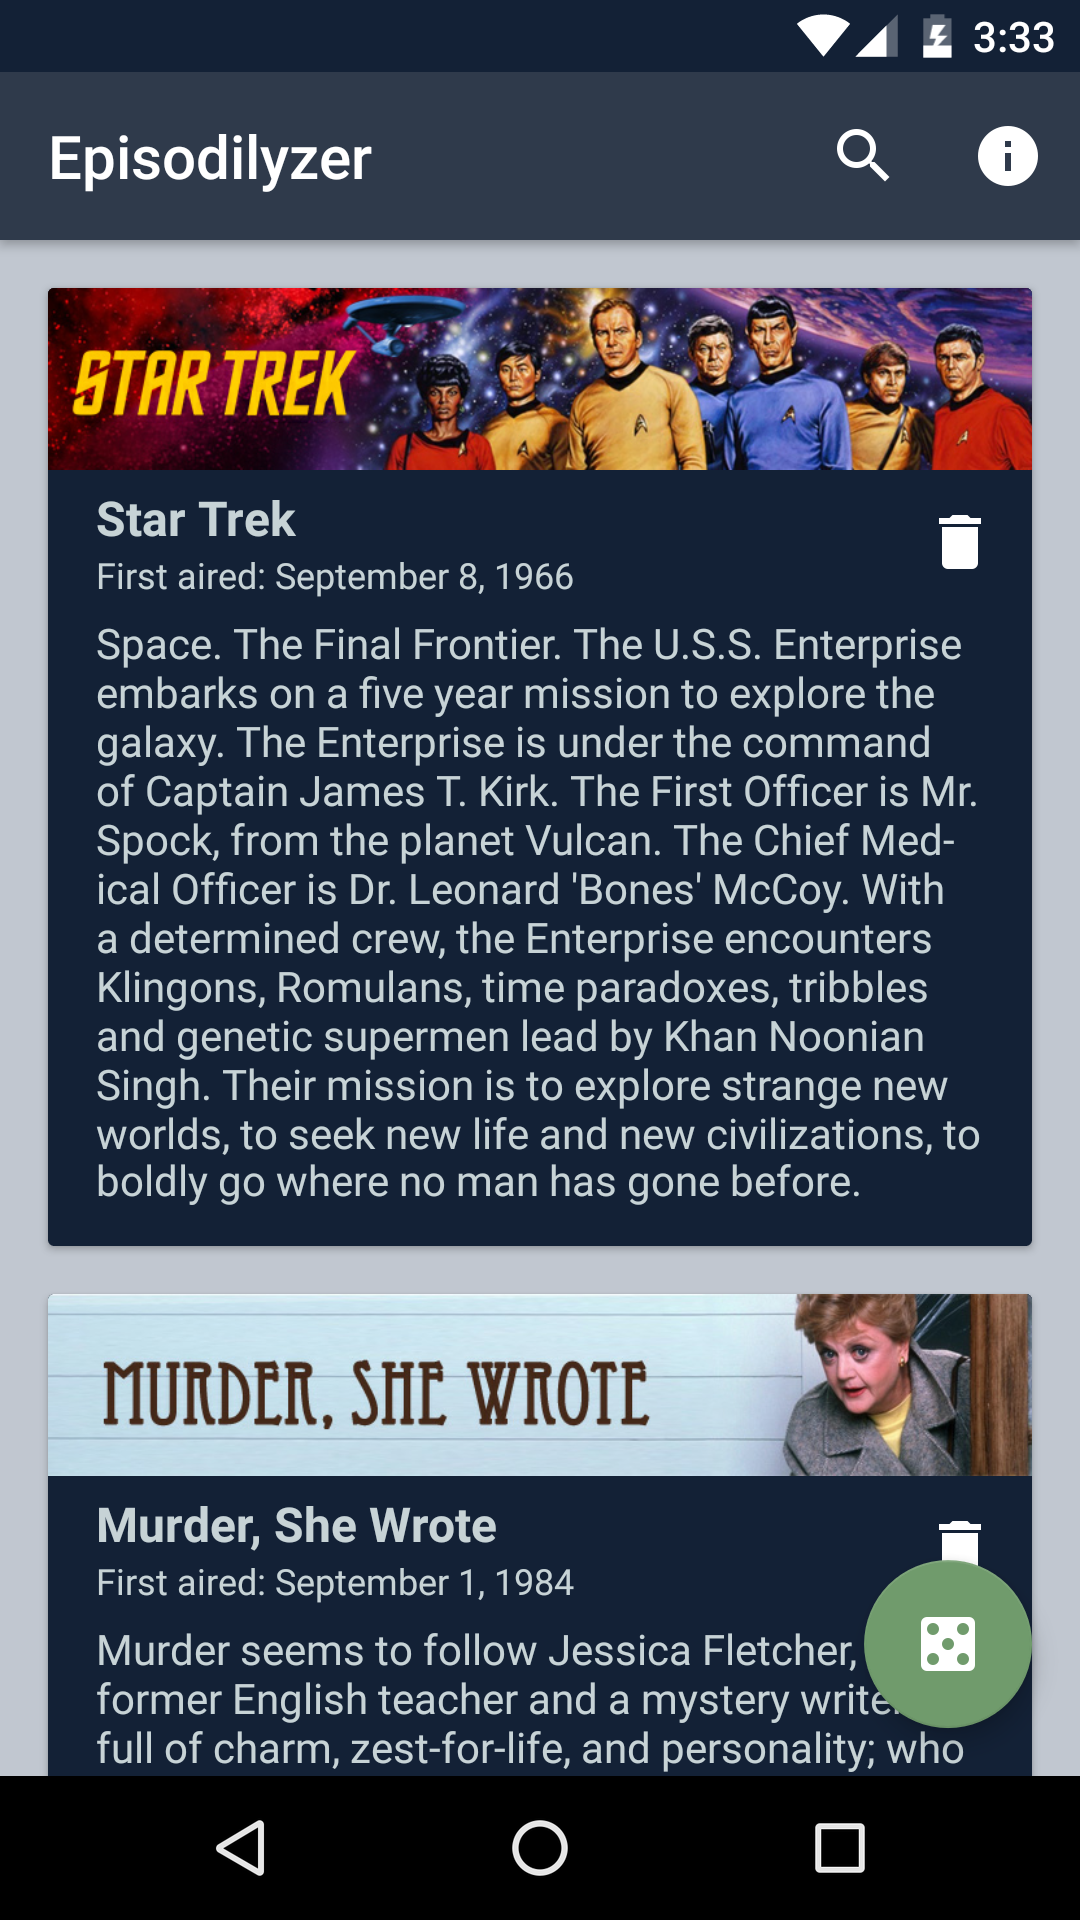 3:33
Episodilyzer
STAR TREK
Star Trek
First aired: September 8, 1966
Space. The Final Frontier. The U.S.S. Enterprise
embarks on a five year mission to explore the
galaxy. The Enterprise is under the command
of Captain James T. Kirk. The First Officer is Mr.
Spock, from the planet Vulcan. The Chief Med-
ical Officer is Dr. Leonard 'Bones' McCoy. With
a determined crew, the Enterprise encounters
Klingons, Romulans, time paradoxes, tribbles
and genetic supermen lead by Khan Noonian
Singh. Their mission is to explore strange new
worlds, to seek new life and new civilizations, to
boldly go where no man has gone before.
MURDER, SHE WROTE
Murder, She Wrote
First aired: September 1, 1984
Murder seems to follow Jessica Fletcher,
former English teacher and a mystery
full of charm, zest-for-life, and personality; who